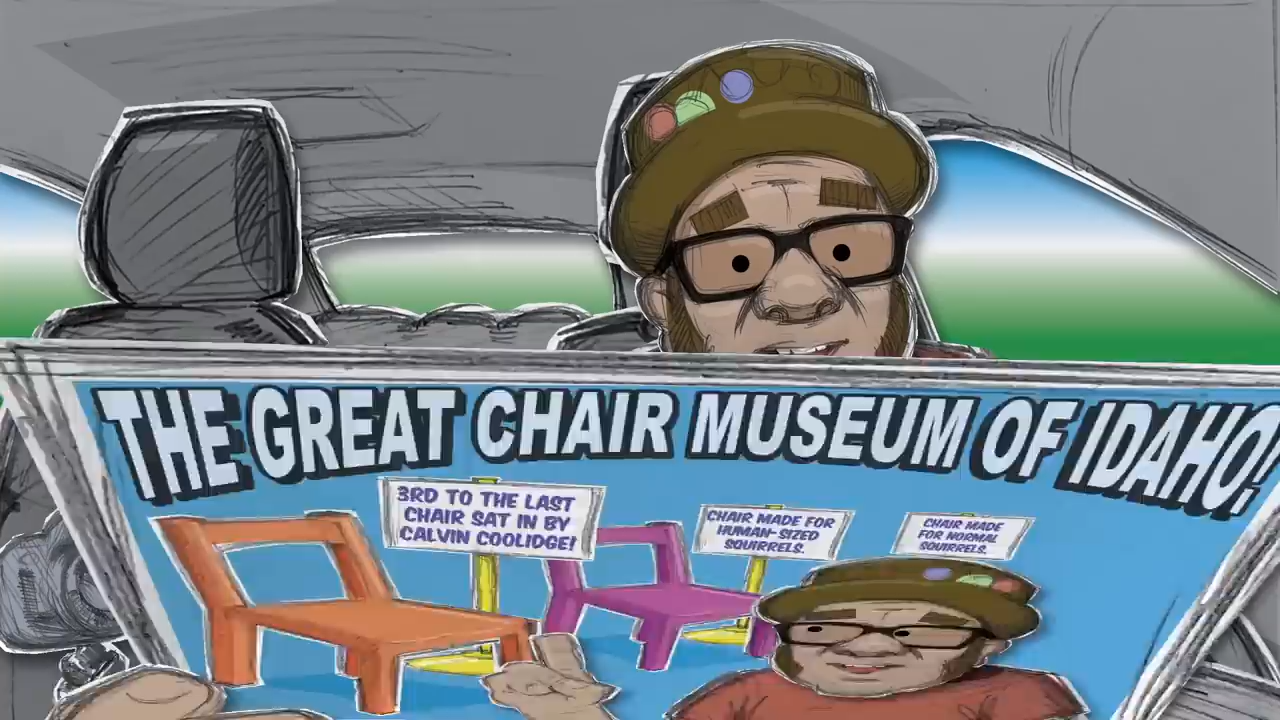 THE GREAT CHAIR MUSEUM OF IDAHO!
3RD TO THE LAST
CHAIR SAT IN BY
CALVIN COOLIDGE!
CHAIR MADE FOR
HUMAN-SIZED
SQUIRRELS.
CHAIR MADE
FOR NORMAL
SQUIRRELS.